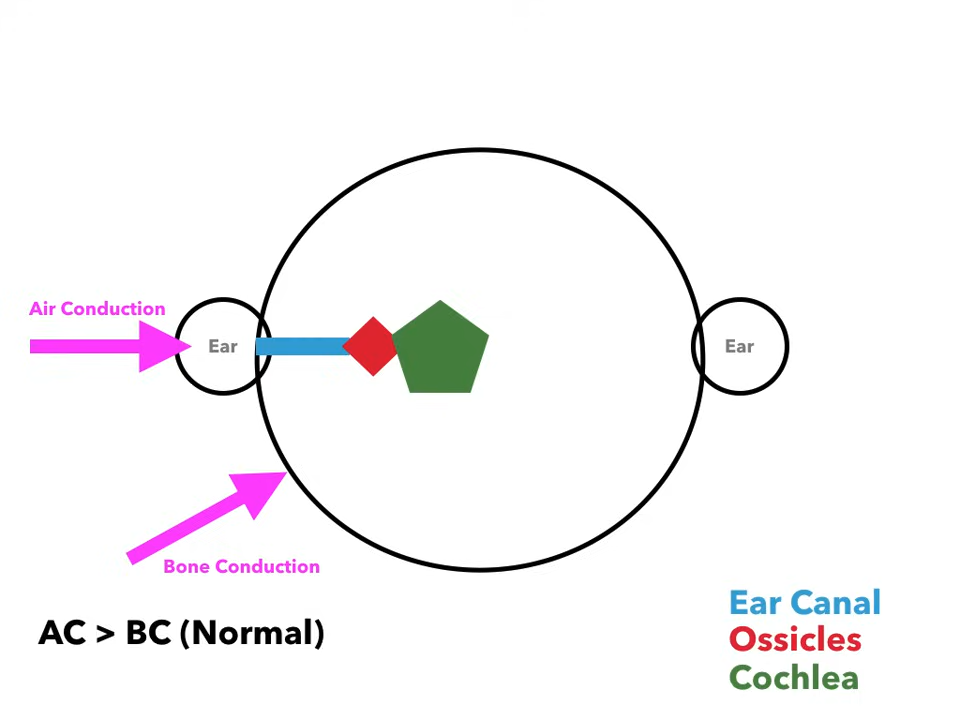 Air Conduction
Ear
Ear
Bone Conduction
AC > BC (Normal)
Ear Canal
Ossicles
Cochlea